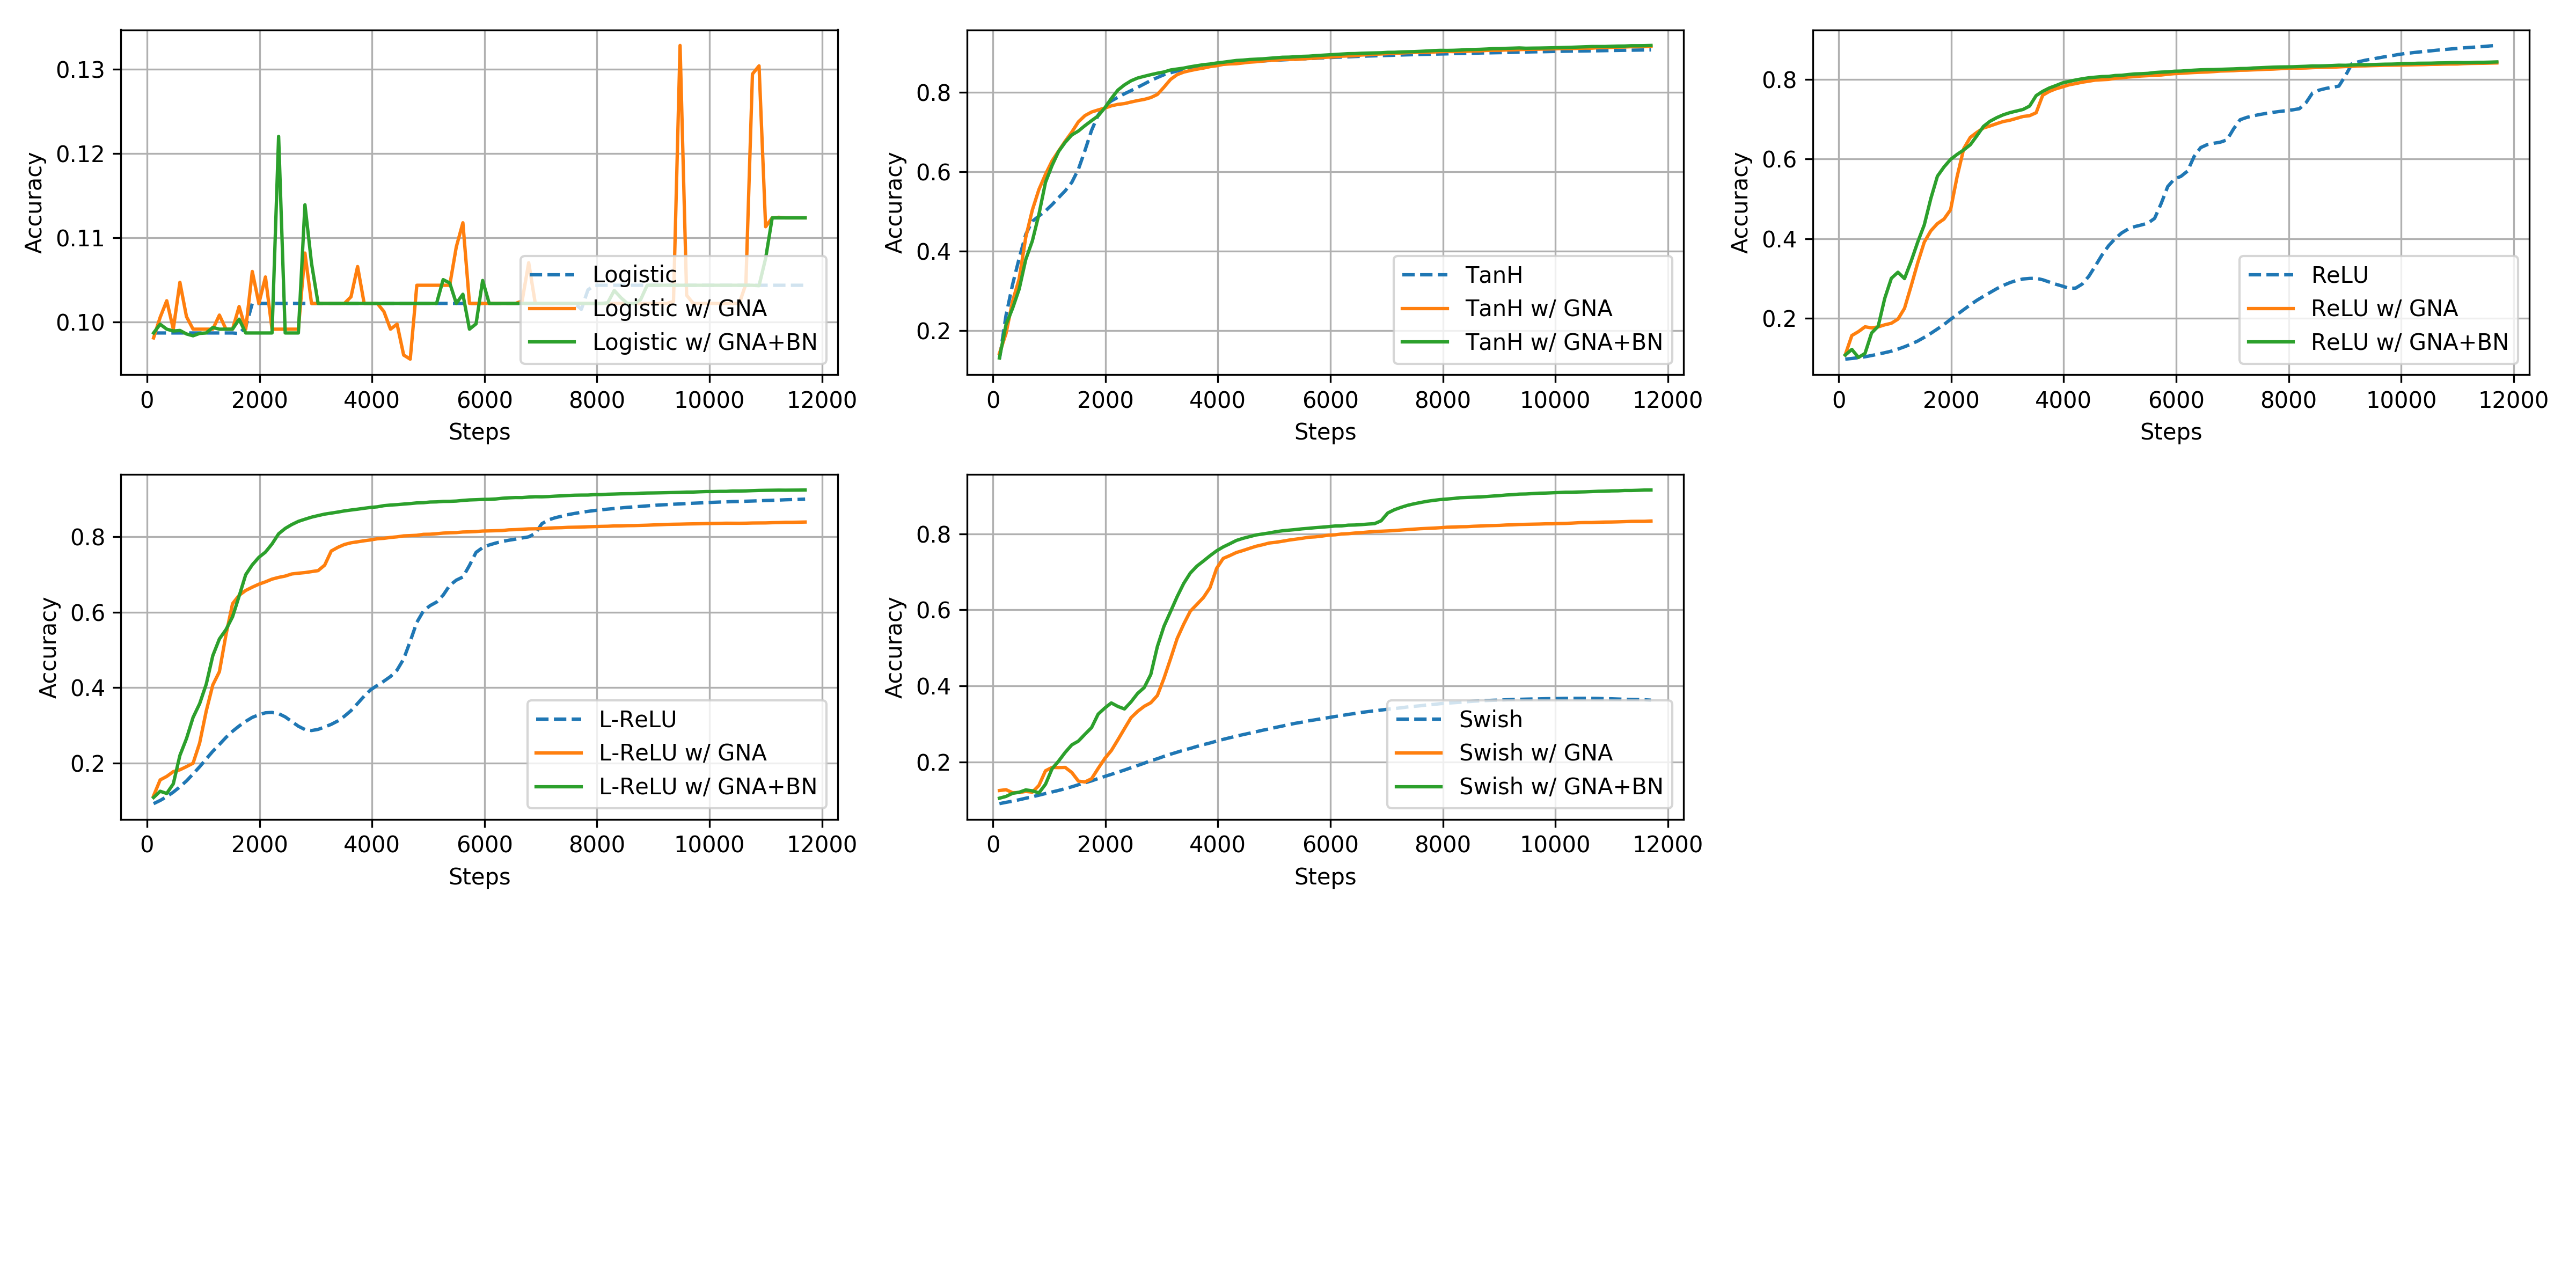 0.13
0.12
0.11
0.10
Accuracy
Logistic
Logistic w/ GNA
Logistic w/ GNA+BN
0 2000 4000 6000 8000 10000 12000
Steps
0.8
0.6
0.4
0.2
Accuracy
TanH
TanH w/ GNA
TanH w/ GNA+BN
0 2000 4000 6000 8000 10000 12000
Steps
0.8
0.6
0.4
0.2
Accuracy
ReLU
ReLU w/ GNA
ReLU w/ GNA+BN
0 2000 4000 6000 8000 10000 12000
Steps
0.8
0.6
0.4
0.2
Accuracy
L-ReLU
L-ReLU w/ GNA
L-ReLU w/ GNA+BN
0 2000 4000 6000 8000 10000 12000
Steps
0.8
0.6
0.4
0.2
Accuracy
Swish
Swish w/ GNA
Swish w/ GNA+BN
0 2000 4000 6000 8000 10000 12000
Steps